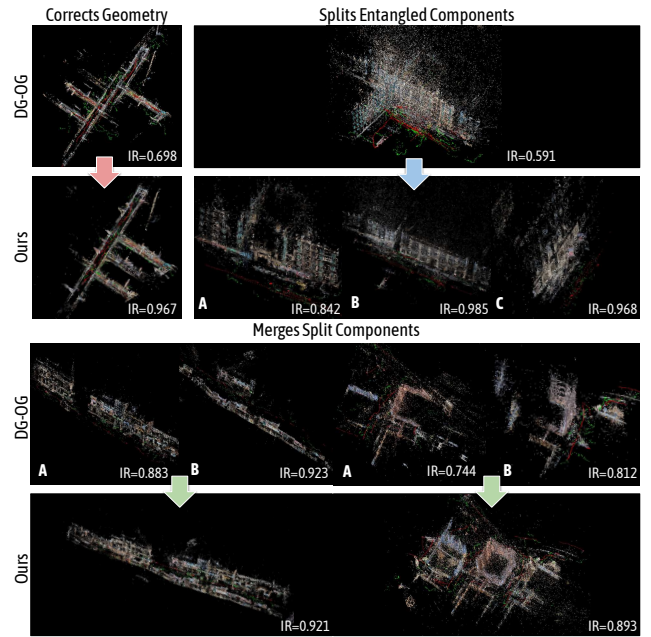 Corrects Geometry
Splits Entangled Components
DG-OG
IR=0.698
IR=0.591
Ours
IR=0.967
A
IR=0.842
B
IR=0.985
C
IR=0.968
Merges Split Components
DG-OG
A
IR=0.883
B
IR=0.923
A
IR=0.744
B
IR=0.812
Ours
IR=0.921
IR=0.893